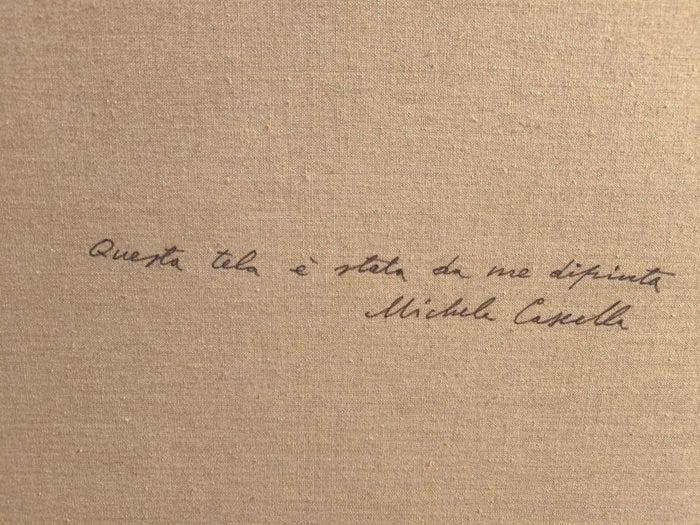 Questa tela è stata da me dipinta
Michele Cascella